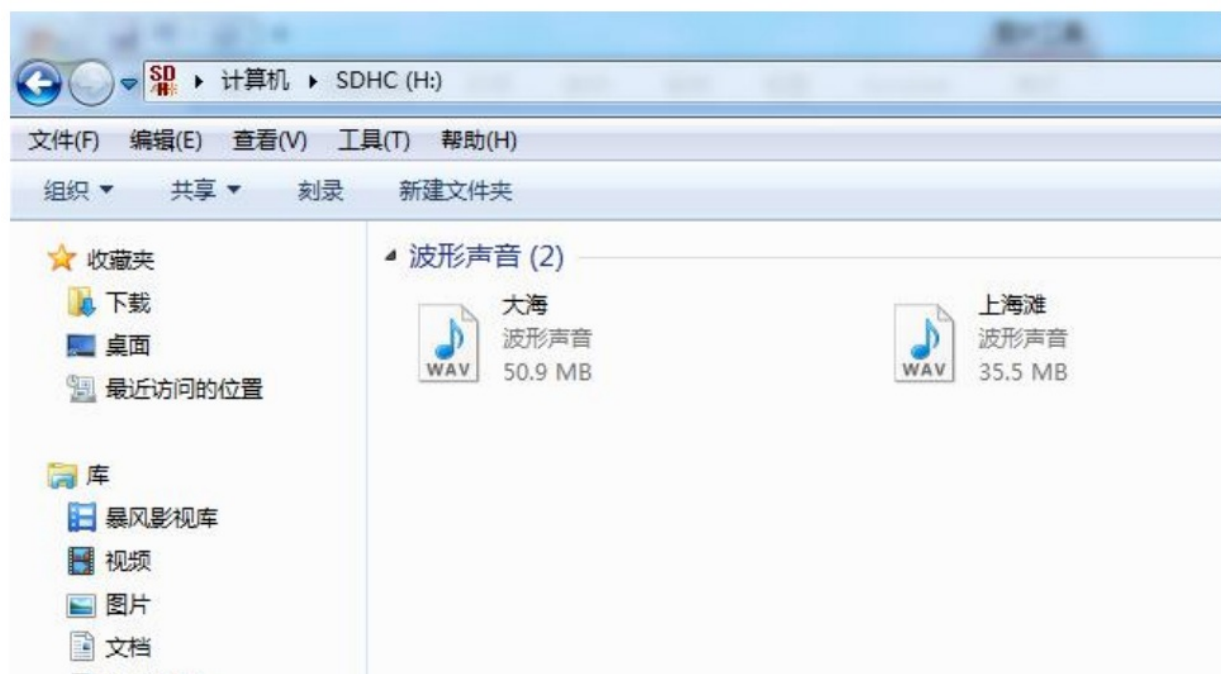 SD
计算机 SDHC (H:)
文件(F) 编辑(E) 查看(V) 工具(T) 帮助(H)
组织 共享 刻录 新建文件夹
收藏夹
下载
桌面
最近访问的位置
库
暴风影视库
视频
图片
文档
波形声音 (2)
大海
波形声音
50.9 MB
WAV
上海滩
波形声音
35.5 MB
WAV